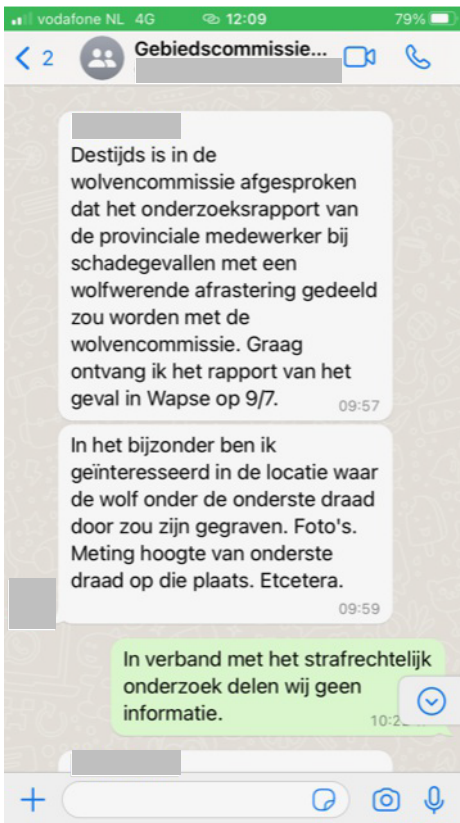 vodafone NL 4G 12:09 79%
2 Gebiedscommissie...
Destijds is in de
wolvencommissie afgesproken
dat het onderzoeksrapport van
de provinciale medewerker bij
schadegevallen met een
wolfwerende afrastering gedeeld
zou worden met de
wolvencommissie. Graag
ontvang ik het rapport van het
geval in Wapse op 9/7. 09:57
In het bijzonder ben ik
geïnteresseerd in de locatie waar
de wolf onder de onderste draad
door zou zijn gegraven. Foto's.
Meting hoogte van onderste
draad op die plaats. Etcetera.
09:59
In verband met het strafrechtelijk
onderzoek delen wij geen
informatie.